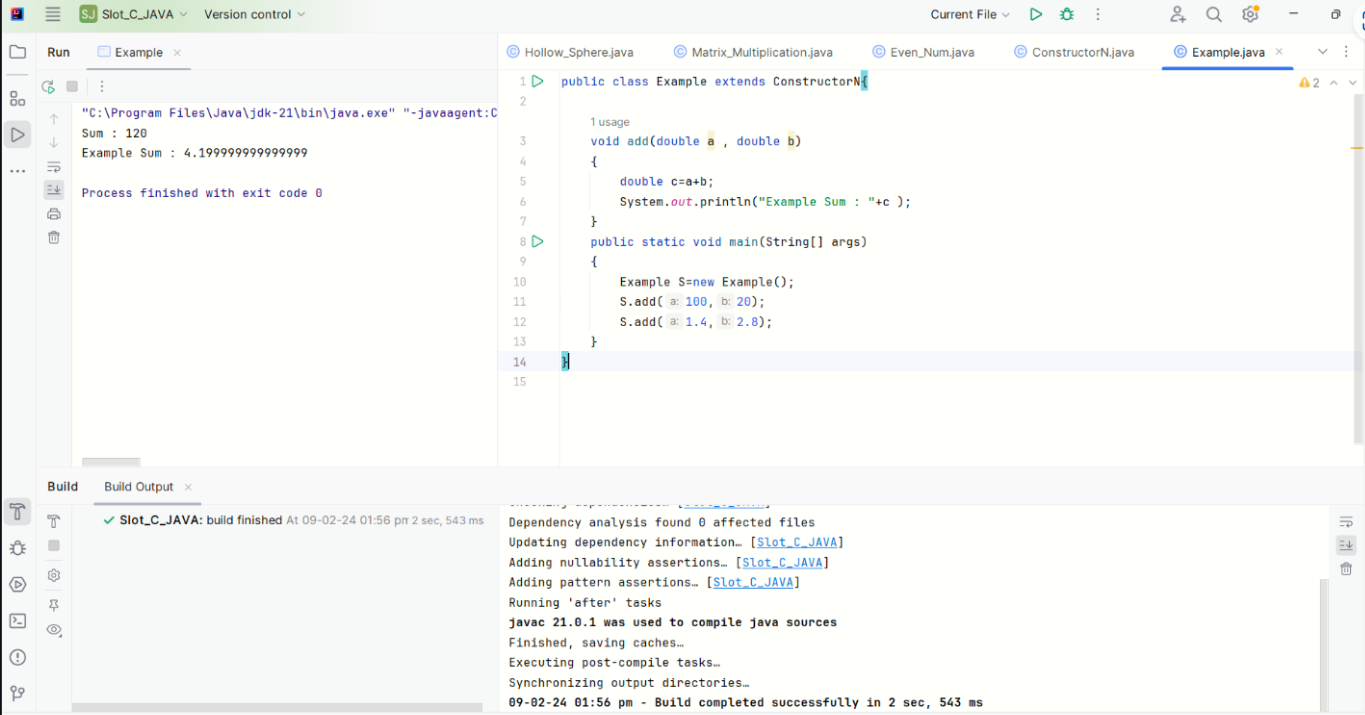 SJ Slot_C_JAVA Version control Current File
Run Example
Hollow_Sphere.java Matrix_Multiplication.java Even_Num.java ConstructorN.java Example.java
"C:\Program Files\Java\jdk-21\bin\java.exe" "-javaagent:C
Sum : 120
Example Sum : 4.199999999999999
Process finished with exit code 0
2
1 public class Example extends ConstructorN{
2
1 usage
3 void add(double a , double b)
4 {
5 double c=a+b;
6 System.out.println("Example Sum : "+c );
7 }
8 public static void main(String[] args)
9 {
10 Example S=new Example();
11 S.add( a: 100, b: 20);
12 S.add( a: 1.4, b: 2.8);
13 }
14 }
15
Build Build Output
Slot_C_JAVA: build finished At 09-02-24 01:56 pm 2 sec, 543 ms
Dependency analysis found 0 affected files
Updating dependency information… [Slot_C_JAVA]
Adding nullability assertions… [Slot_C_JAVA]
Adding pattern assertions… [Slot_C_JAVA]
Running 'after' tasks
javac 21.0.1 was used to compile java sources
Finished, saving caches…
Executing post-compile tasks…
Synchronizing output directories…
09-02-24 01:56 pm - Build completed successfully in 2 sec, 543 ms